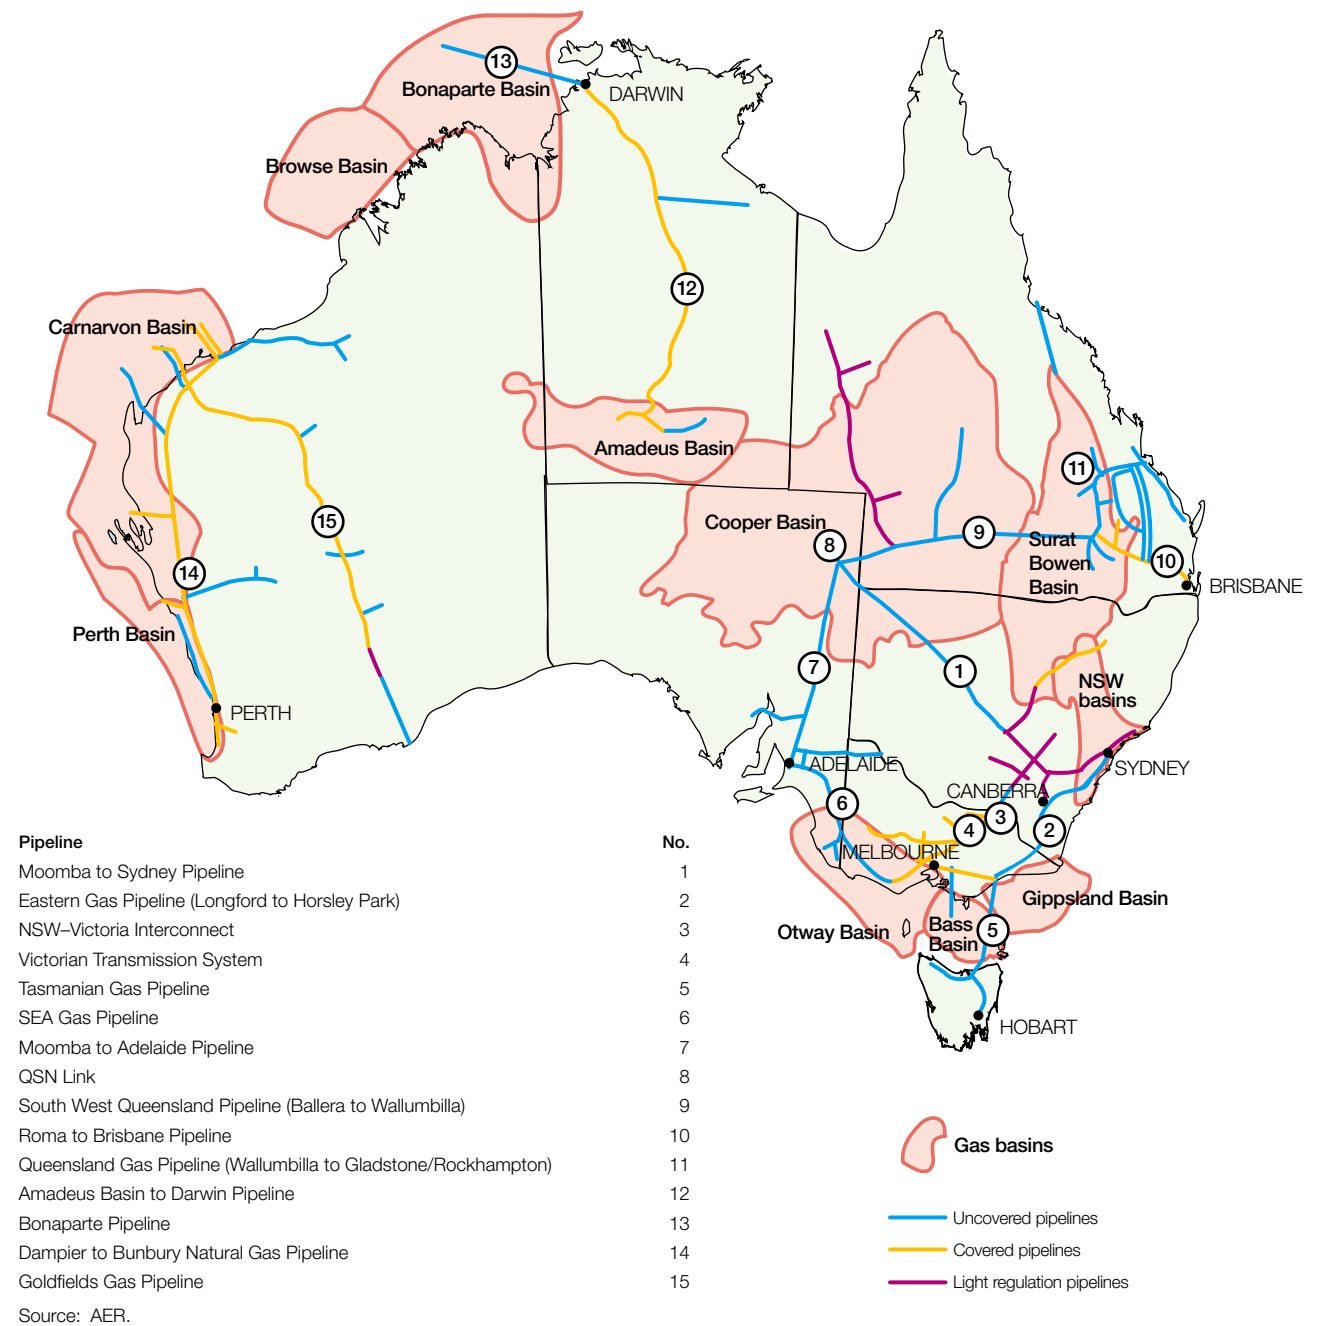 13
Bonaparte Basin
DARWIN
Browse Basin
12
Carnarvon Basin
Amadeus Basin
11
15
Cooper Basin
8
9
Surat
Bowen
Basin
10
BRISBANE
14
Perth Basin
7
1
NSW
basins
PERTH
ADELAIDE
SYDNEY
CANBERRA
6
3
4
2
MELBOURNE
Gippsland Basin
Otway Basin
Bass
Basin
5
HOBART
Pipeline No.
Moomba to Sydney Pipeline 1
Eastern Gas Pipeline (Longford to Horsley Park) 2
NSW–Victoria Interconnect 3
Victorian Transmission System 4
Tasmanian Gas Pipeline 5
SEA Gas Pipeline 6
Moomba to Adelaide Pipeline 7
QSN Link 8
South West Queensland Pipeline (Ballera to Wallumbilla) 9
Roma to Brisbane Pipeline 10
Queensland Gas Pipeline (Wallumbilla to Gladstone/Rockhampton) 11
Amadeus Basin to Darwin Pipeline 12
Bonaparte Pipeline 13
Dampier to Bunbury Natural Gas Pipeline 14
Goldfields Gas Pipeline 15
Source: AER.
Gas basins
Uncovered pipelines
Covered pipelines
Light regulation pipelines